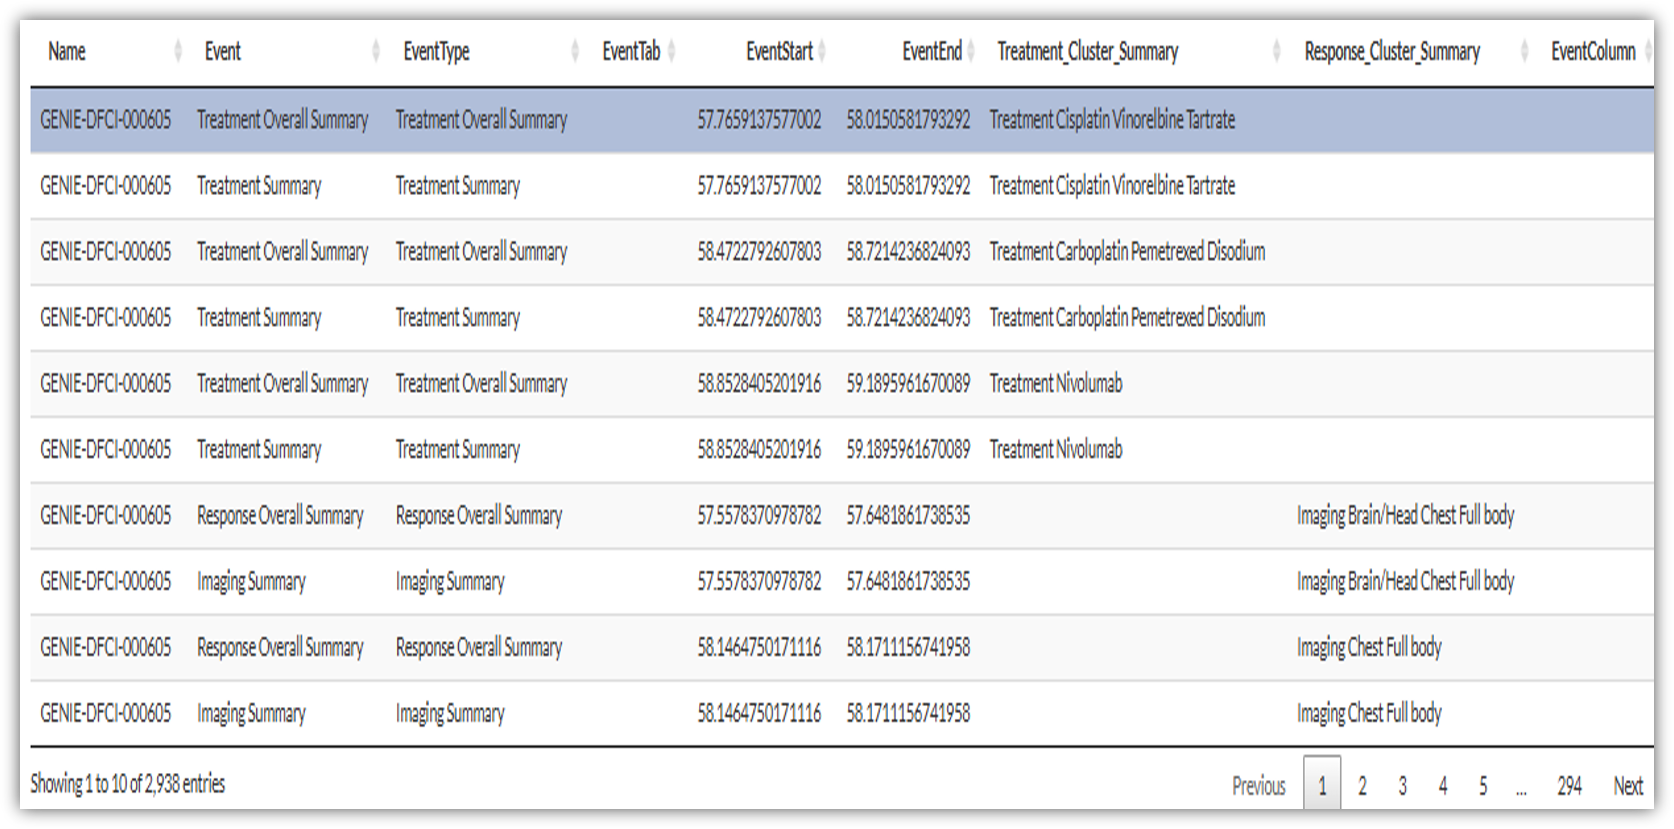 Name Event EventType EventTab EventStart EventEnd Treatment_Cluster_Summary Response_Cluster_Summary EventColumn
GENIE-DFCI-000605 Treatment Overall Summary Treatment Overall Summary 57.7659137577002 58.0150581793292 Treatment Cisplatin Vinorelbine Tartrate
GENIE-DFCI-000605 Treatment Summary Treatment Summary 57.7659137577002 58.0150581793292 Treatment Cisplatin Vinorelbine Tartrate
GENIE-DFCI-000605 Treatment Overall Summary Treatment Overall Summary 58.4722792607803 58.7214236824093 Treatment Carboplatin Pemetrexed Disodium
GENIE-DFCI-000605 Treatment Summary Treatment Summary 58.4722792607803 58.7214236824093 Treatment Carboplatin Pemetrexed Disodium
GENIE-DFCI-000605 Treatment Overall Summary Treatment Overall Summary 58.8528405201916 59.1895961670089 Treatment Nivolumab
GENIE-DFCI-000605 Treatment Summary Treatment Summary 58.8528405201916 59.1895961670089 Treatment Nivolumab
GENIE-DFCI-000605 Response Overall Summary Response Overall Summary 57.5578370978782 57.6481861738535 Imaging Brain/Head Chest Full body
GENIE-DFCI-000605 Imaging Summary Imaging Summary 57.5578370978782 57.6481861738535 Imaging Brain/Head Chest Full body
GENIE-DFCI-000605 Response Overall Summary Response Overall Summary 58.1464750171116 58.1711156741958 Imaging Chest Full body
GENIE-DFCI-000605 Imaging Summary Imaging Summary 58.1464750171116 58.1711156741958 Imaging Chest Full body
Showing 1 to 10 of 2,938 entries Previous 1 2 3 4 5 ... 294 Next